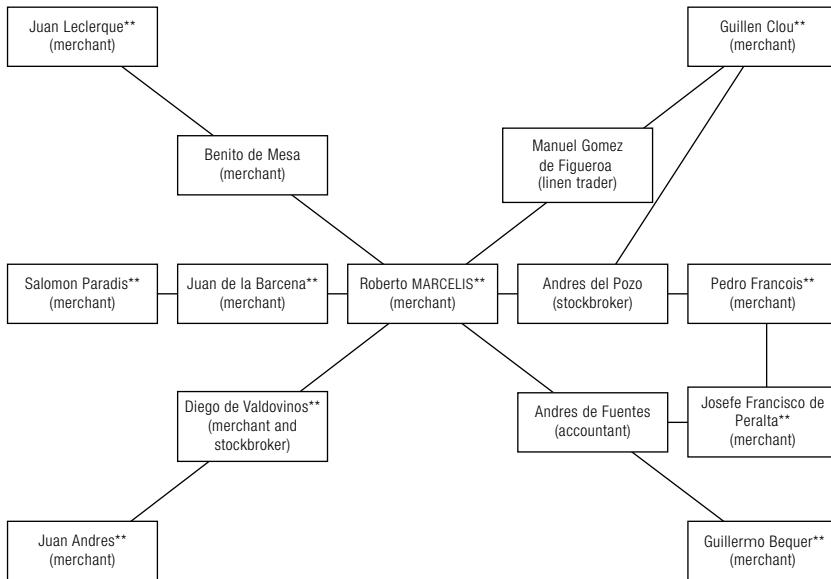 Juan Leclerque**
(merchant)
Guillen Clou**
(merchant)
Benito de Mesa
(merchant)
Manuel Gomez
de Figueroa
(linen trader)
Salomon Paradis**
(merchant)
Juan de la Barcena**
(merchant)
Roberto MARCELIS**
(merchant)
Andres del Pozo
(stockbroker)
Pedro Francois**
(merchant)
Diego de Valdovinos**
(merchant and
stockbroker)
Andres de Fuentes
(accountant)
Josefe Francisco de
Peralta**
(merchant)
Juan Andres**
(merchant)
Guillermo Bequer**
(merchant)